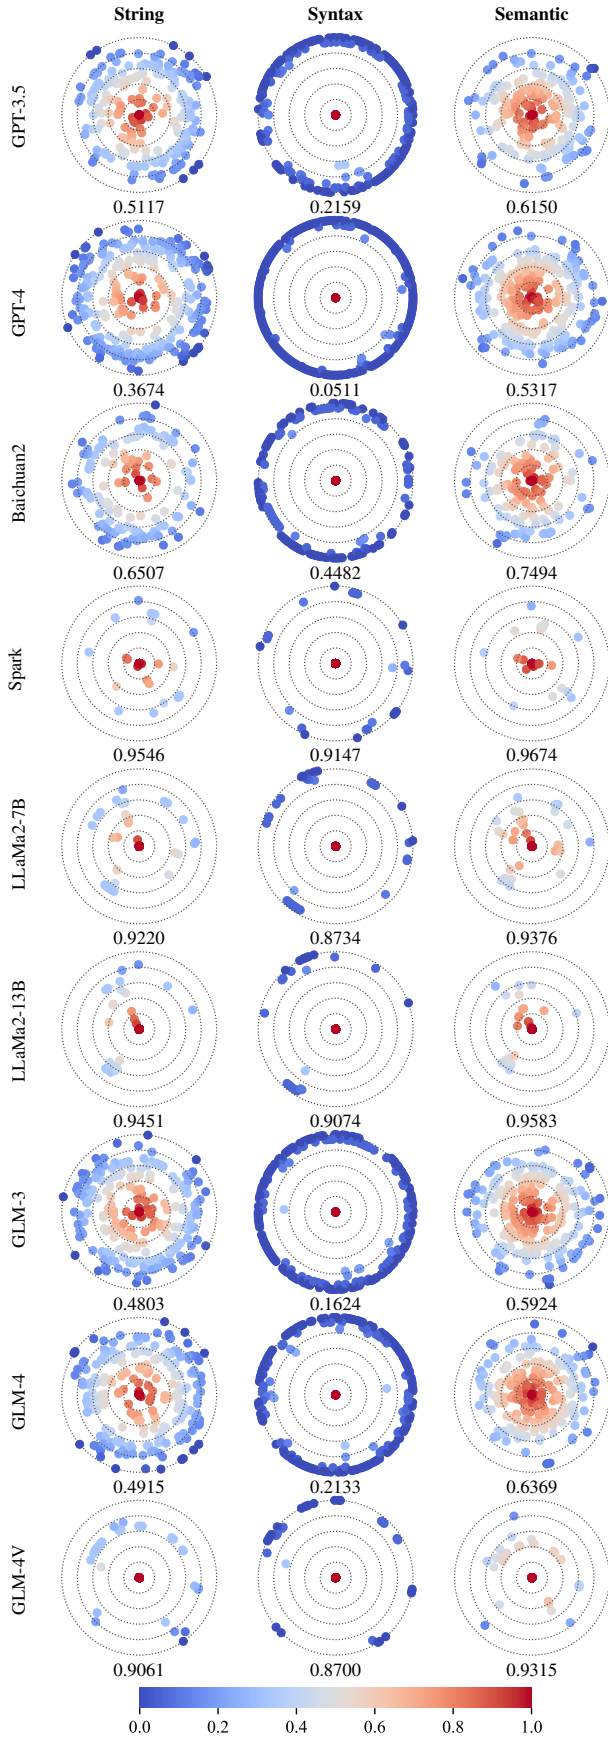 String Syntax Semantic
GPT-3.5
0.5117 0.2159 0.6150
GPT-4
0.3674 0.0511 0.5317
Baichuan2
0.6507 0.4482 0.7494
Spark
0.9546 0.9147 0.9674
LLaMa2-7B
0.9220 0.8734 0.9376
LLaMa2-13B
0.9451 0.9074 0.9583
GLM-3
0.4803 0.1624 0.5924
GLM-4
0.4915 0.2133 0.6369
GLM-4V
0.9061 0.8700 0.9315
0.0 0.2 0.4 0.6 0.8 1.0